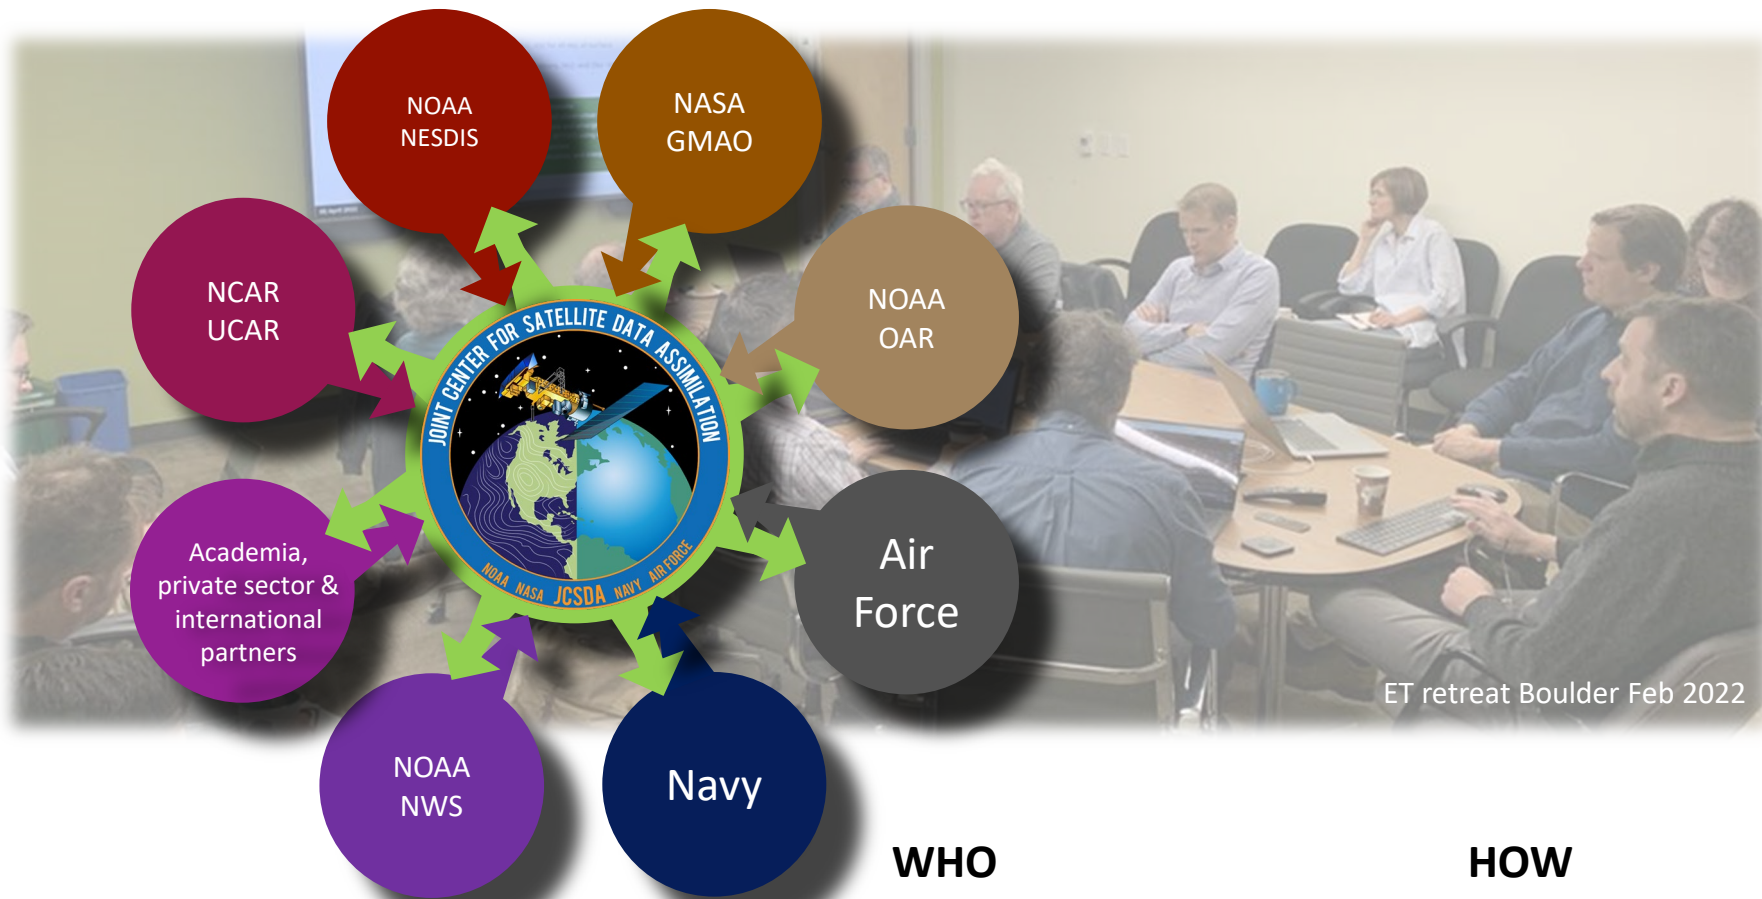 NOAA
NESDIS
NASA
GMAO
NCAR
UCAR
NOAA
OAR
JOINT CENTER FOR SATELLITE DATA ASSIMILATION
NOAA NASA JCSDA NAVY AIR FORCE
Academia,
private sector &
international
partners
Air
Force
NOAA
NWS
Navy
ET retreat Boulder Feb 2022
WHO
HOW